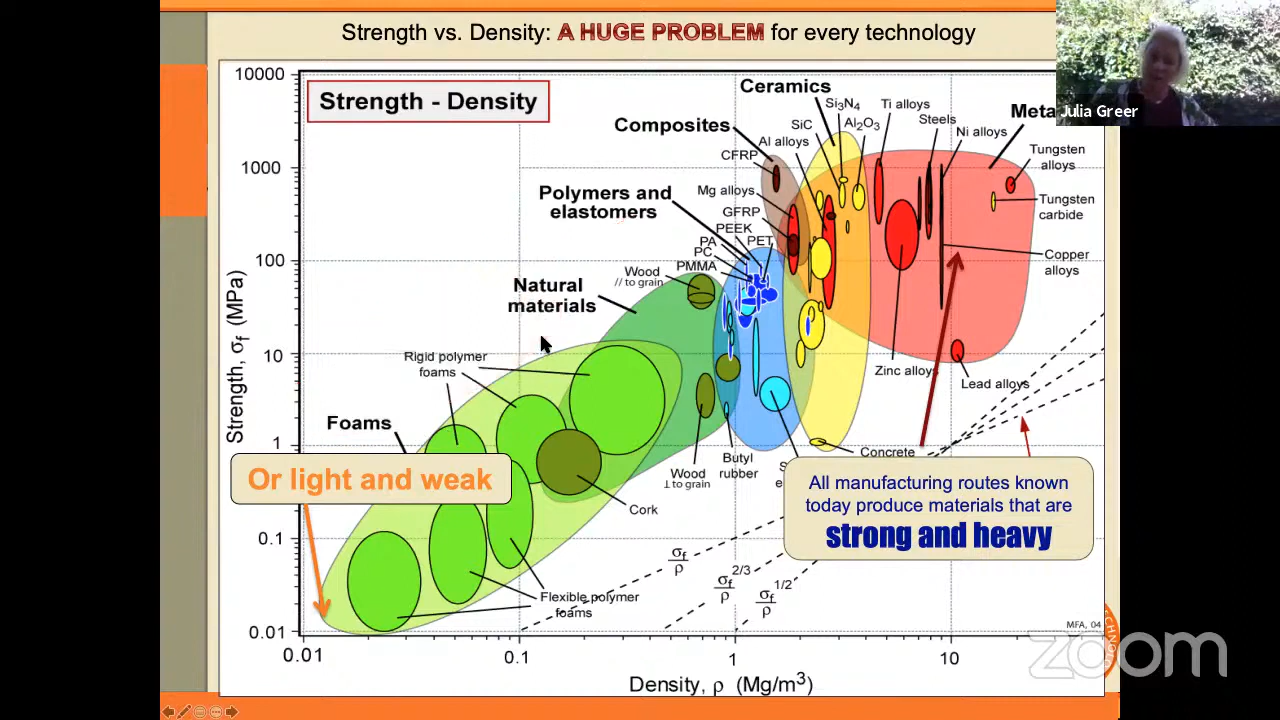 Strength vs. Density: A HUGE PROBLEM for every technology
Julia Greer
Strength - Density
10000
1000
100
10
1
0.1
0.01
Strength, σf (MPa)
Ceramics
Si3N4
Ti alloys
SiC
Al2O3
Steels
Ni alloys
Composites
Al alloys
CFRP
Tungsten
alloys
Polymers and
elastomers
Mg alloys
GFRP
Tungsten
carbide
PEEK
PA
PET
PC
PMMA
Copper
alloys
Wood
// to grain
Natural
materials
Rigid polymer
foams
Zinc alloys
Lead alloys
Foams
Concrete
Butyl
rubber
Wood
⊥ to grain
Or light and weak
All manufacturing routes known
today produce materials that are
strong and heavy
Cork
σf
ρ
σf2/3
ρ
σf1/2
ρ
Flexible polymer
foams
MFA, 04
0.01
0.1
1
10
Density, ρ (Mg/m3)
zoom